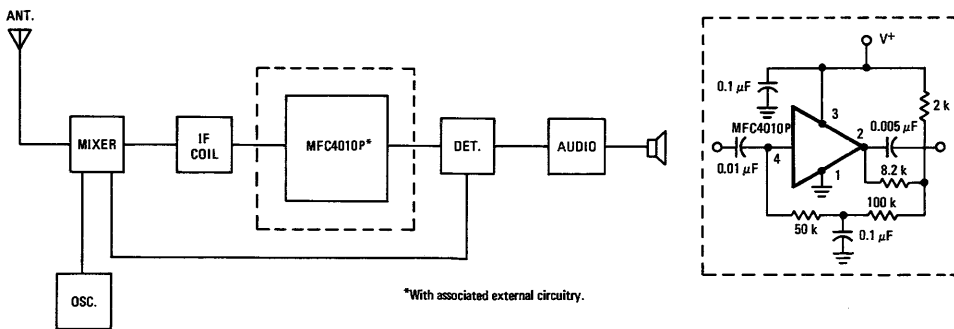 ANT.
MIXER
IF
COIL
MFC4010P*
DET.
AUDIO
OSC.
*With associated external circuitry.
V+
0.1 µF
2 k
3
MFC4010P
2
0.005 µF
4
0.01 µF
1
8.2 k
100 k
50 k
0.1 µF